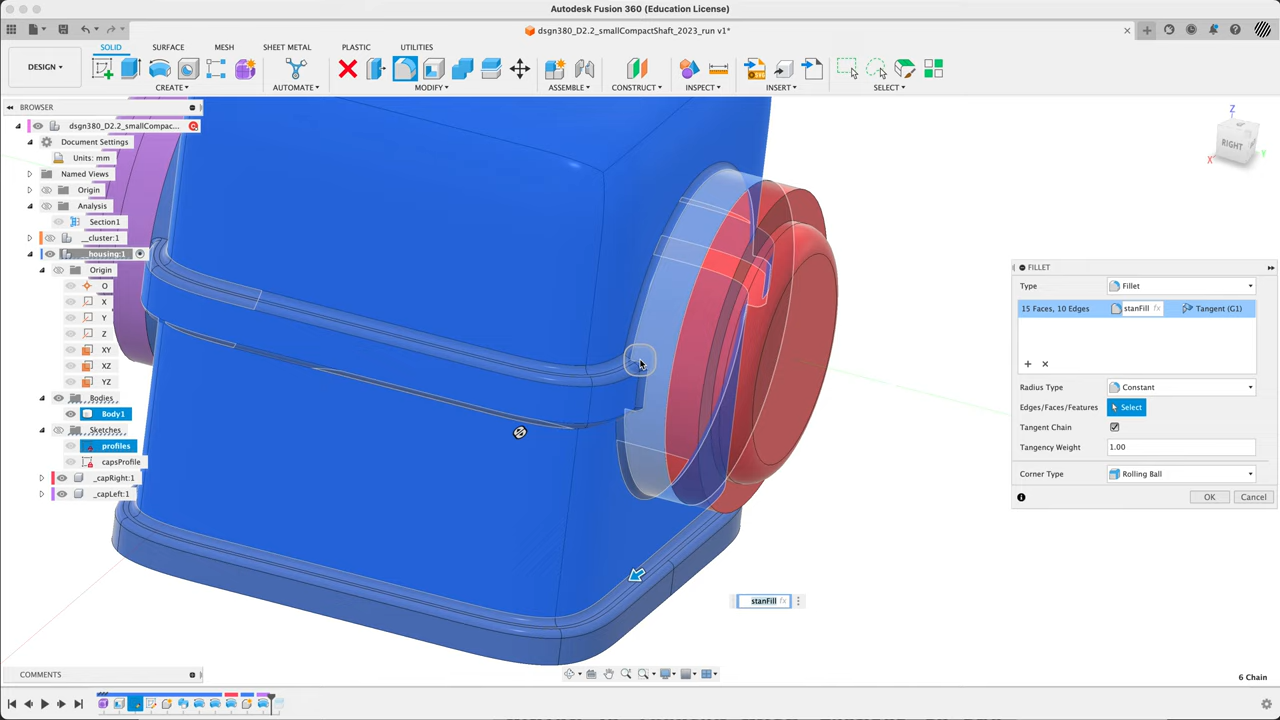 Autodesk Fusion 360 (Education License)
dsgn380_D2.2_smallCompactShaft_2023_run v1*
SOLID
SURFACE
MESH
SHEET METAL
PLASTIC
UTILITIES
DESIGN
CREATE
AUTOMATE
MODIFY
ASSEMBLE
CONSTRUCT
INSPECT
INSERT
SELECT
BROWSER
dsgn380_D2.2_smallCompac...
Document Settings
Units: mm
Named Views
Origin
Analysis
Section1
__cluster:1
__housing:1
Origin
O
X
Y
Z
XY
XZ
YZ
Bodies
Body1
Sketches
profiles
capsProfile
_capRight:1
_capLeft:1
Z
RIGHT
X
Y
FILLET
Type
Fillet
15 Faces, 10 Edges
stanFill fx
Tangent (G1)
Radius Type
Constant
Edges/Faces/Features
Select
Tangent Chain
Tangency Weight
1.00
Corner Type
Rolling Ball
OK
Cancel
stanFill fx
COMMENTS
6 Chain